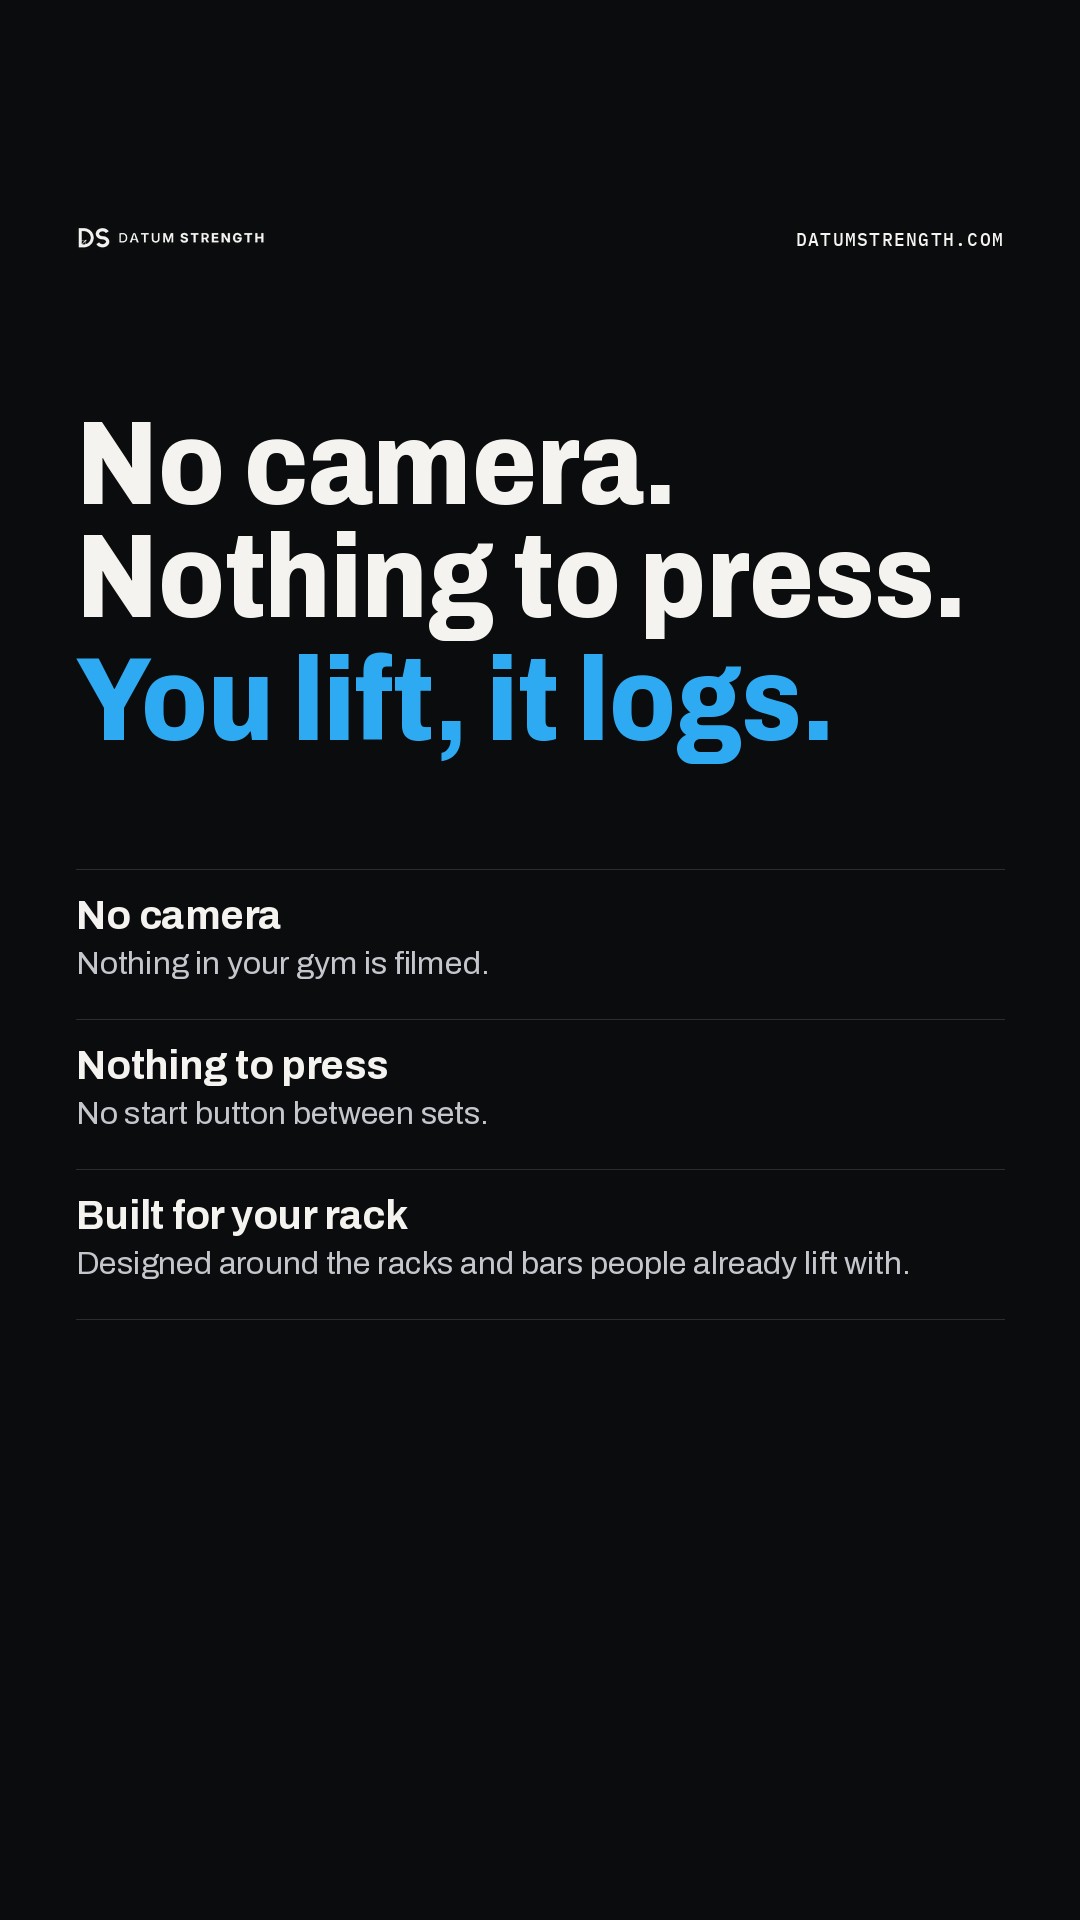 DS DATUM STRENGTH
DATUMSTRENGTH.COM
No camera.
Nothing to press.
You lift, it logs.
No camera
Nothing in your gym is filmed.
Nothing to press
No start button between sets.
Built for your rack
Designed around the racks and bars people already lift with.